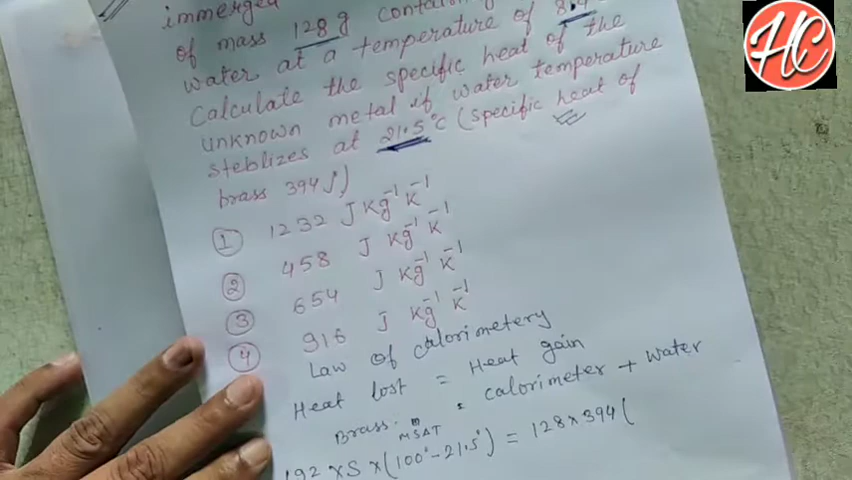 immerged
of mass 128g
water at a temperature of 8.4
Calculate the specific heat of the
unknown metal if water temperature
steblizes at 21.5°C (specific heat of
brass 394 J)
① 1232 J Kg⁻¹ K⁻¹
② 458 J Kg⁻¹ K⁻¹
③ 654 J Kg⁻¹ K⁻¹
④ 916 J Kg⁻¹ K⁻¹
Law of calorimetery
Heat lost = Heat gain
Brass = calorimeter + water
MSΔT
192 × S × (100° - 21.5°) = 128 × 394 (
HC